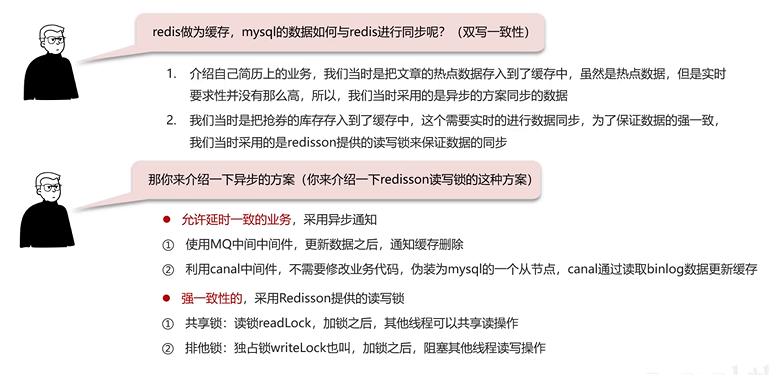 redis做为缓存，mysql的数据如何与redis进行同步呢？（双写一致性）
1. 介绍自己简历上的业务，我们当时是把文章的热点数据存入到了缓存中，虽然是热点数据，但是实时
要求性并没有那么高，所以，我们当时采用的是异步的方案同步的数据
2. 我们当时是把抢券的库存存入到了缓存中，这个需要实时的进行数据同步，为了保证数据的强一致，
我们当时采用的是redisson提供的读写锁来保证数据的同步
那你来介绍一下异步的方案（你来介绍一下redisson读写锁的这种方案）
● 允许延时一致的业务，采用异步通知
① 使用MQ中间中间件，更新数据之后，通知缓存删除
② 利用canal中间件，不需要修改业务代码，伪装为mysql的一个从节点，canal通过读取binlog数据更新缓存
● 强一致性的，采用Redisson提供的读写锁
① 共享锁：读锁readLock，加锁之后，其他线程可以共享读操作
② 排他锁：独占锁writeLock也叫，加锁之后，阻塞其他线程读写操作